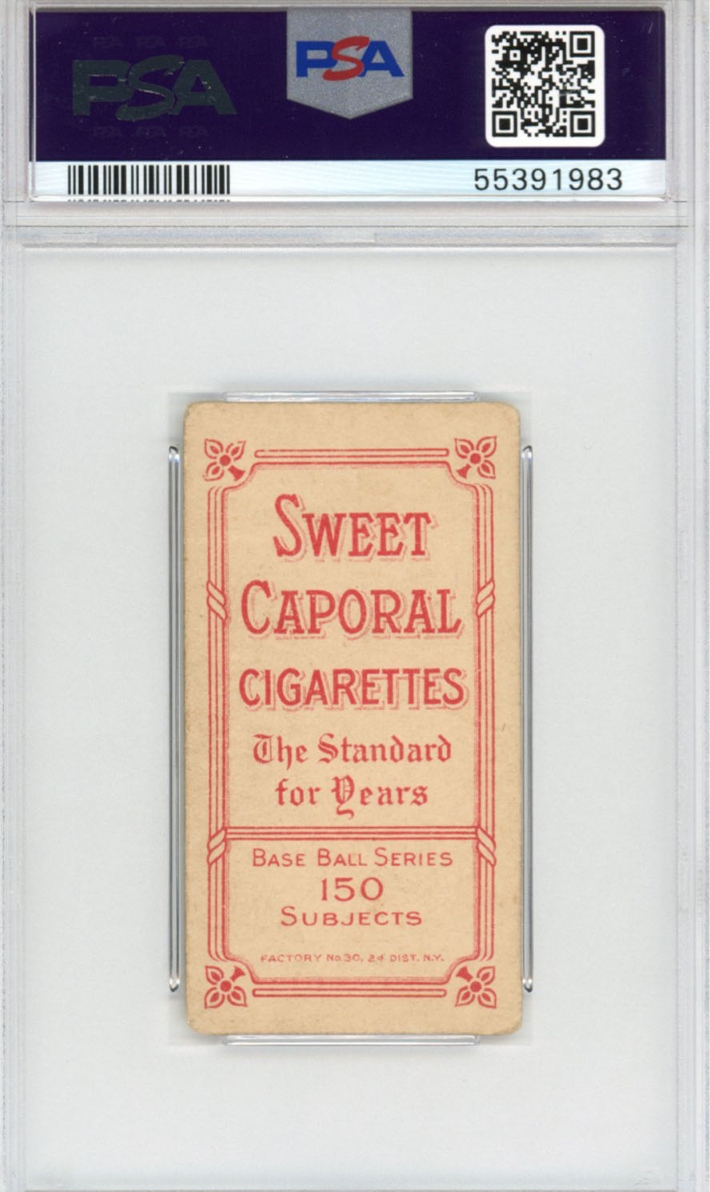 PSA
PSA
55391983
SWEET
CAPORAL
CIGARETTES
The Standard
for Years
BASE BALL SERIES
150
SUBJECTS
FACTORY No. 30, 2d DIST. N.Y.